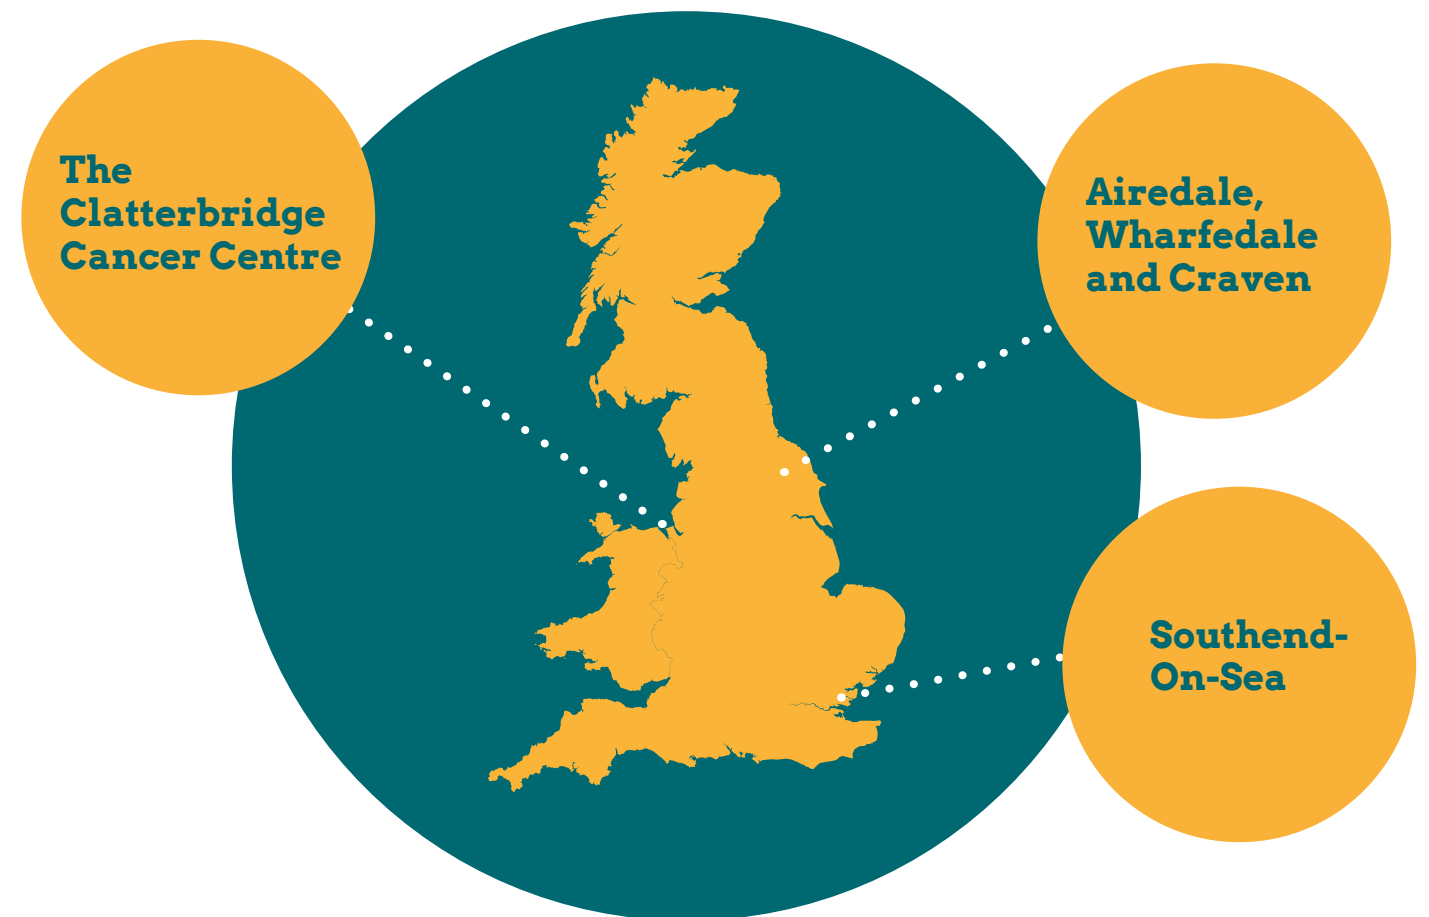 The
Clatterbridge
Cancer Centre
Airedale,
Wharfedale
and Craven
Southend-
On-Sea